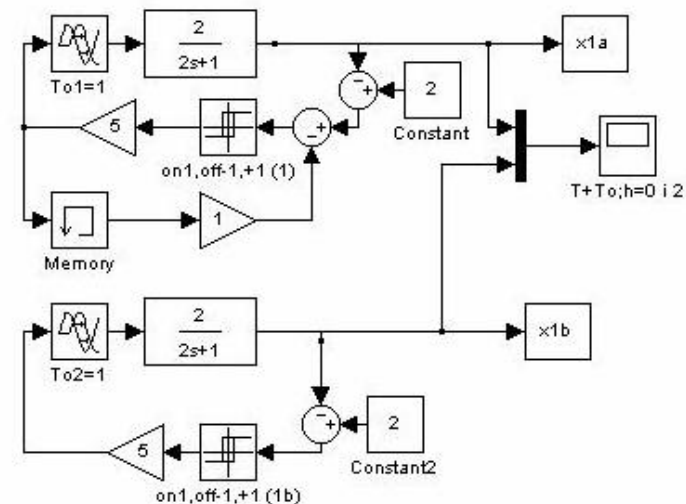 2
2s+1
x1a
To1=1
2
5
Constant
on1,off-1,+1 (1)
T+To;h=0 i 2
1
Memory
2
2s+1
x1b
To2=1
2
5
Constant2
on1,off-1,+1 (1b)